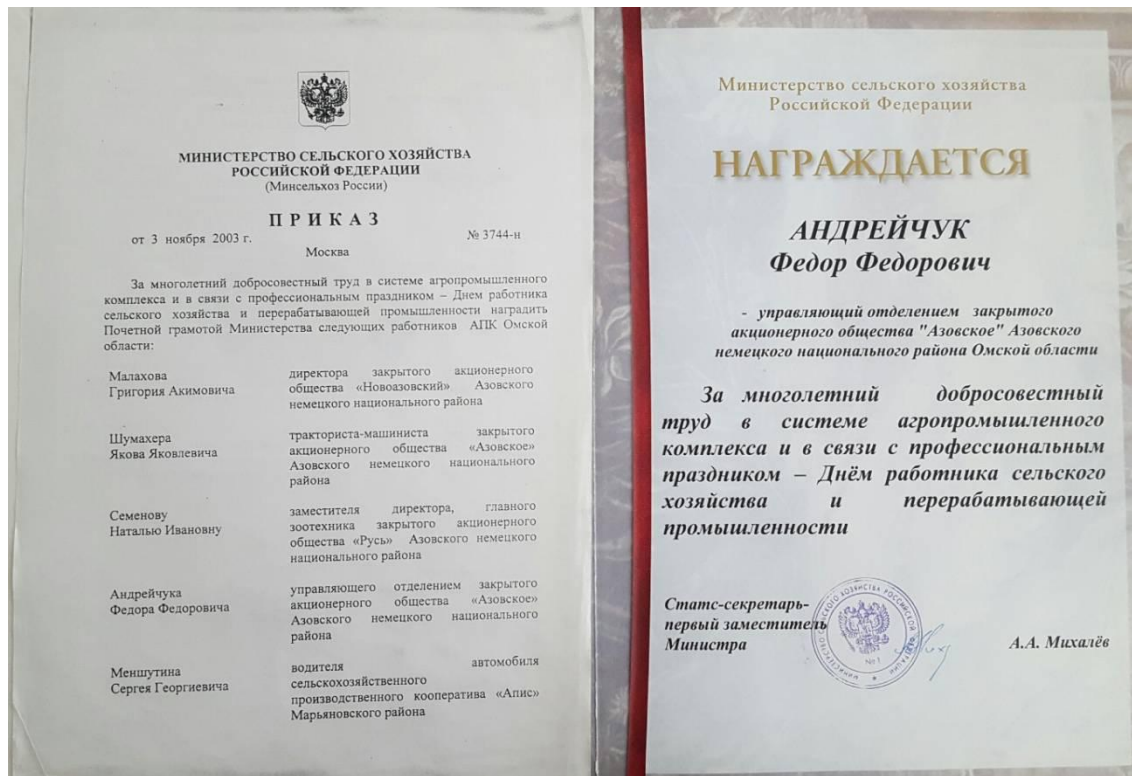 МИНИСТЕРСТВО СЕЛЬСКОГО ХОЗЯЙСТВА
РОССИЙСКОЙ ФЕДЕРАЦИИ
(Минсельхоз России)
ПРИКАЗ
от 3 ноября 2003 г. № 3744-н
Москва
За многолетний добросовестный труд в системе агропромышленного
комплекса и в связи с профессиональным праздником – Днем работника
сельского хозяйства и перерабатывающей промышленности наградить
Почетной грамотой Министерства следующих работников АПК Омской
области:
Малахова
Григория Акимовича
директора закрытого акционерного
общества «Новоазовский» Азовского
немецкого национального района
Шумахера
Якова Яковлевича
тракториста-машиниста закрытого
акционерного общества «Азовское»
Азовского немецкого национального
района
Семенову
Наталью Ивановну
заместителя директора, главного
зоотехника закрытого акционерного
общества «Русь» Азовского немецкого
национального района
Андрейчука
Федора Федоровича
управляющего отделением закрытого
акционерного общества «Азовское»
Азовского немецкого национального
района
Меншутина
Сергея Георгиевича
водителя автомобиля
сельскохозяйственного
производственного кооператива «Апис»
Марьяновского района
Министерство сельского хозяйства
Российской Федерации
НАГРАЖДАЕТСЯ
АНДРЕЙЧУК
Федор Федорович
- управляющий отделением закрытого
акционерного общества "Азовское" Азовского
немецкого национального района Омской области
За многолетний добросовестный
труд в системе агропромышленного
комплекса и в связи с профессиональным
праздником – Днём работника сельского
хозяйства и перерабатывающей
промышленности
Статс-секретарь-
первый заместитель
Министра
А.А. Михалёв
МИНИСТЕРСТВО СЕЛЬСКОГО ХОЗЯЙСТВА РОССИЙСКОЙ ФЕДЕРАЦИИ
№1